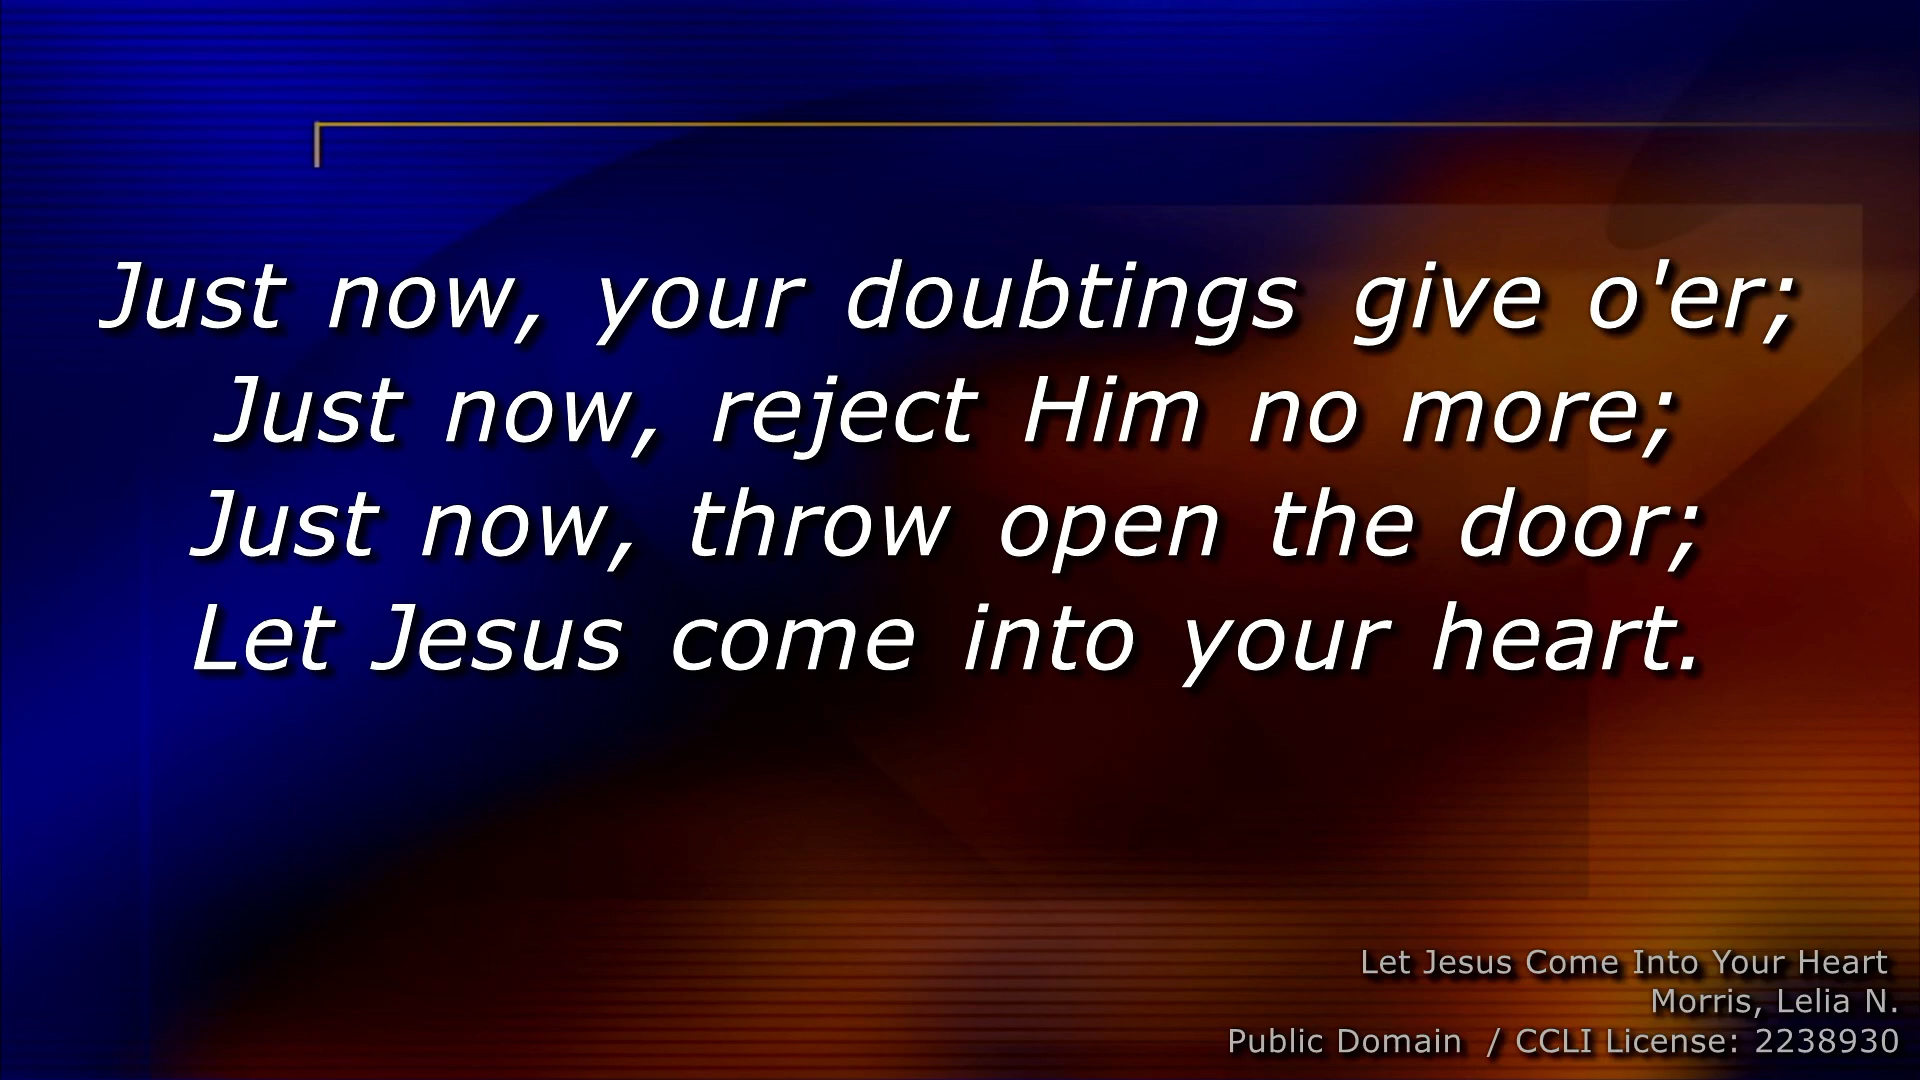 Just now, your doubtings give o'er;
Just now, reject Him no more;
Just now, throw open the door;
Let Jesus come into your heart.
Let Jesus Come Into Your Heart
Morris, Lelia N.
Public Domain / CCLI License: 2238930